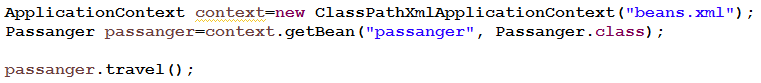 ApplicationContext context=new ClassPathXmlApplicationContext("beans.xml");
Passanger passanger=context.getBean("passanger", Passanger.class);
passanger.travel();